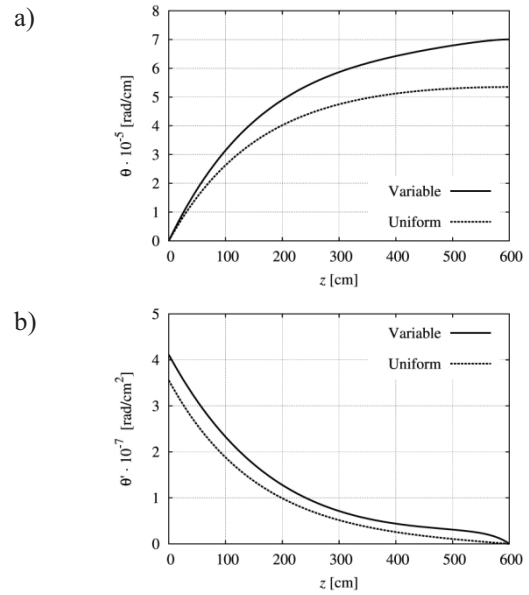 a)
8
7
6
5
4
3
2
1
0
θ · 10⁻⁵ [rad/cm]
Variable
Uniform
0 100 200 300 400 500 600
z [cm]
b)
5
4
3
2
1
0
θ' · 10⁻⁷ [rad/cm²]
Variable
Uniform
0 100 200 300 400 500 600
z [cm]